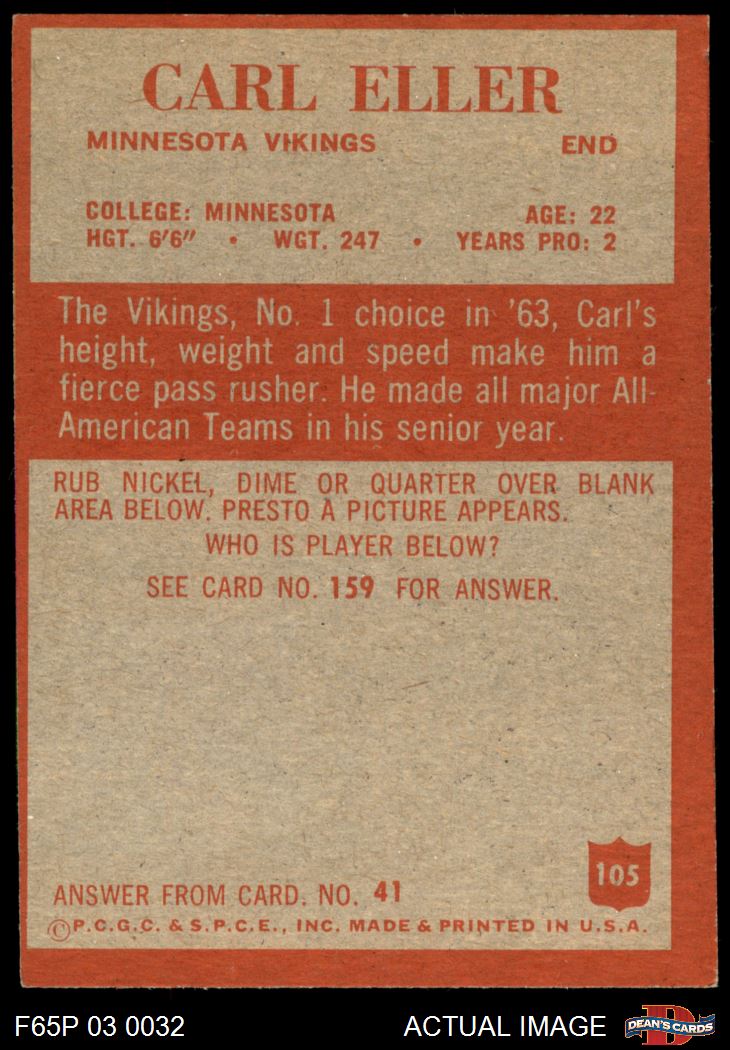 CARL ELLER
MINNESOTA VIKINGS END
COLLEGE: MINNESOTA AGE: 22
HGT. 6'6" • WGT. 247 • YEARS PRO: 2
The Vikings, No. 1 choice in '63, Carl's
height, weight and speed make him a
fierce pass rusher. He made all major All-
American Teams in his senior year.
RUB NICKEL, DIME OR QUARTER OVER BLANK
AREA BELOW. PRESTO A PICTURE APPEARS.
WHO IS PLAYER BELOW?
SEE CARD NO. 159 FOR ANSWER.
105
ANSWER FROM CARD. NO. 41
©P.C.G.C. & S.P.C.E., INC. MADE & PRINTED IN U.S.A.
F65P 03 0032 ACTUAL IMAGE D DEAN'S CARDS